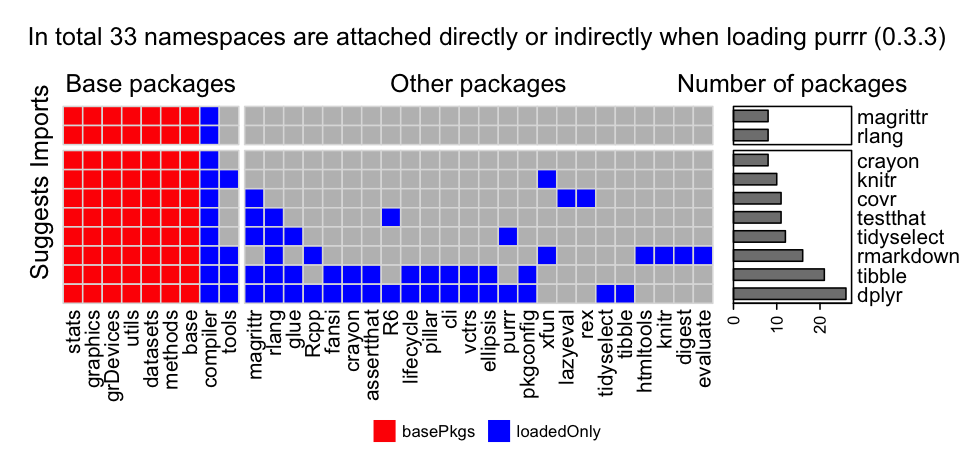 In total 33 namespaces are attached directly or indirectly when loading purrr (0.3.3)
Base packages
Other packages
Number of packages
Imports
Suggests
magrittr
rlang
crayon
knitr
covr
testthat
tidyselect
rmarkdown
tibble
dplyr
0
10
20
stats
graphics
grDevices
utils
datasets
methods
base
compiler
tools
magrittr
rlang
glue
Rcpp
fansi
crayon
assertthat
R6
lifecycle
pillar
cli
vctrs
ellipsis
purrr
pkgconfig
xfun
lazyeval
rex
tidyselect
tibble
htmltools
knitr
digest
evaluate
basePkgs
loadedOnly